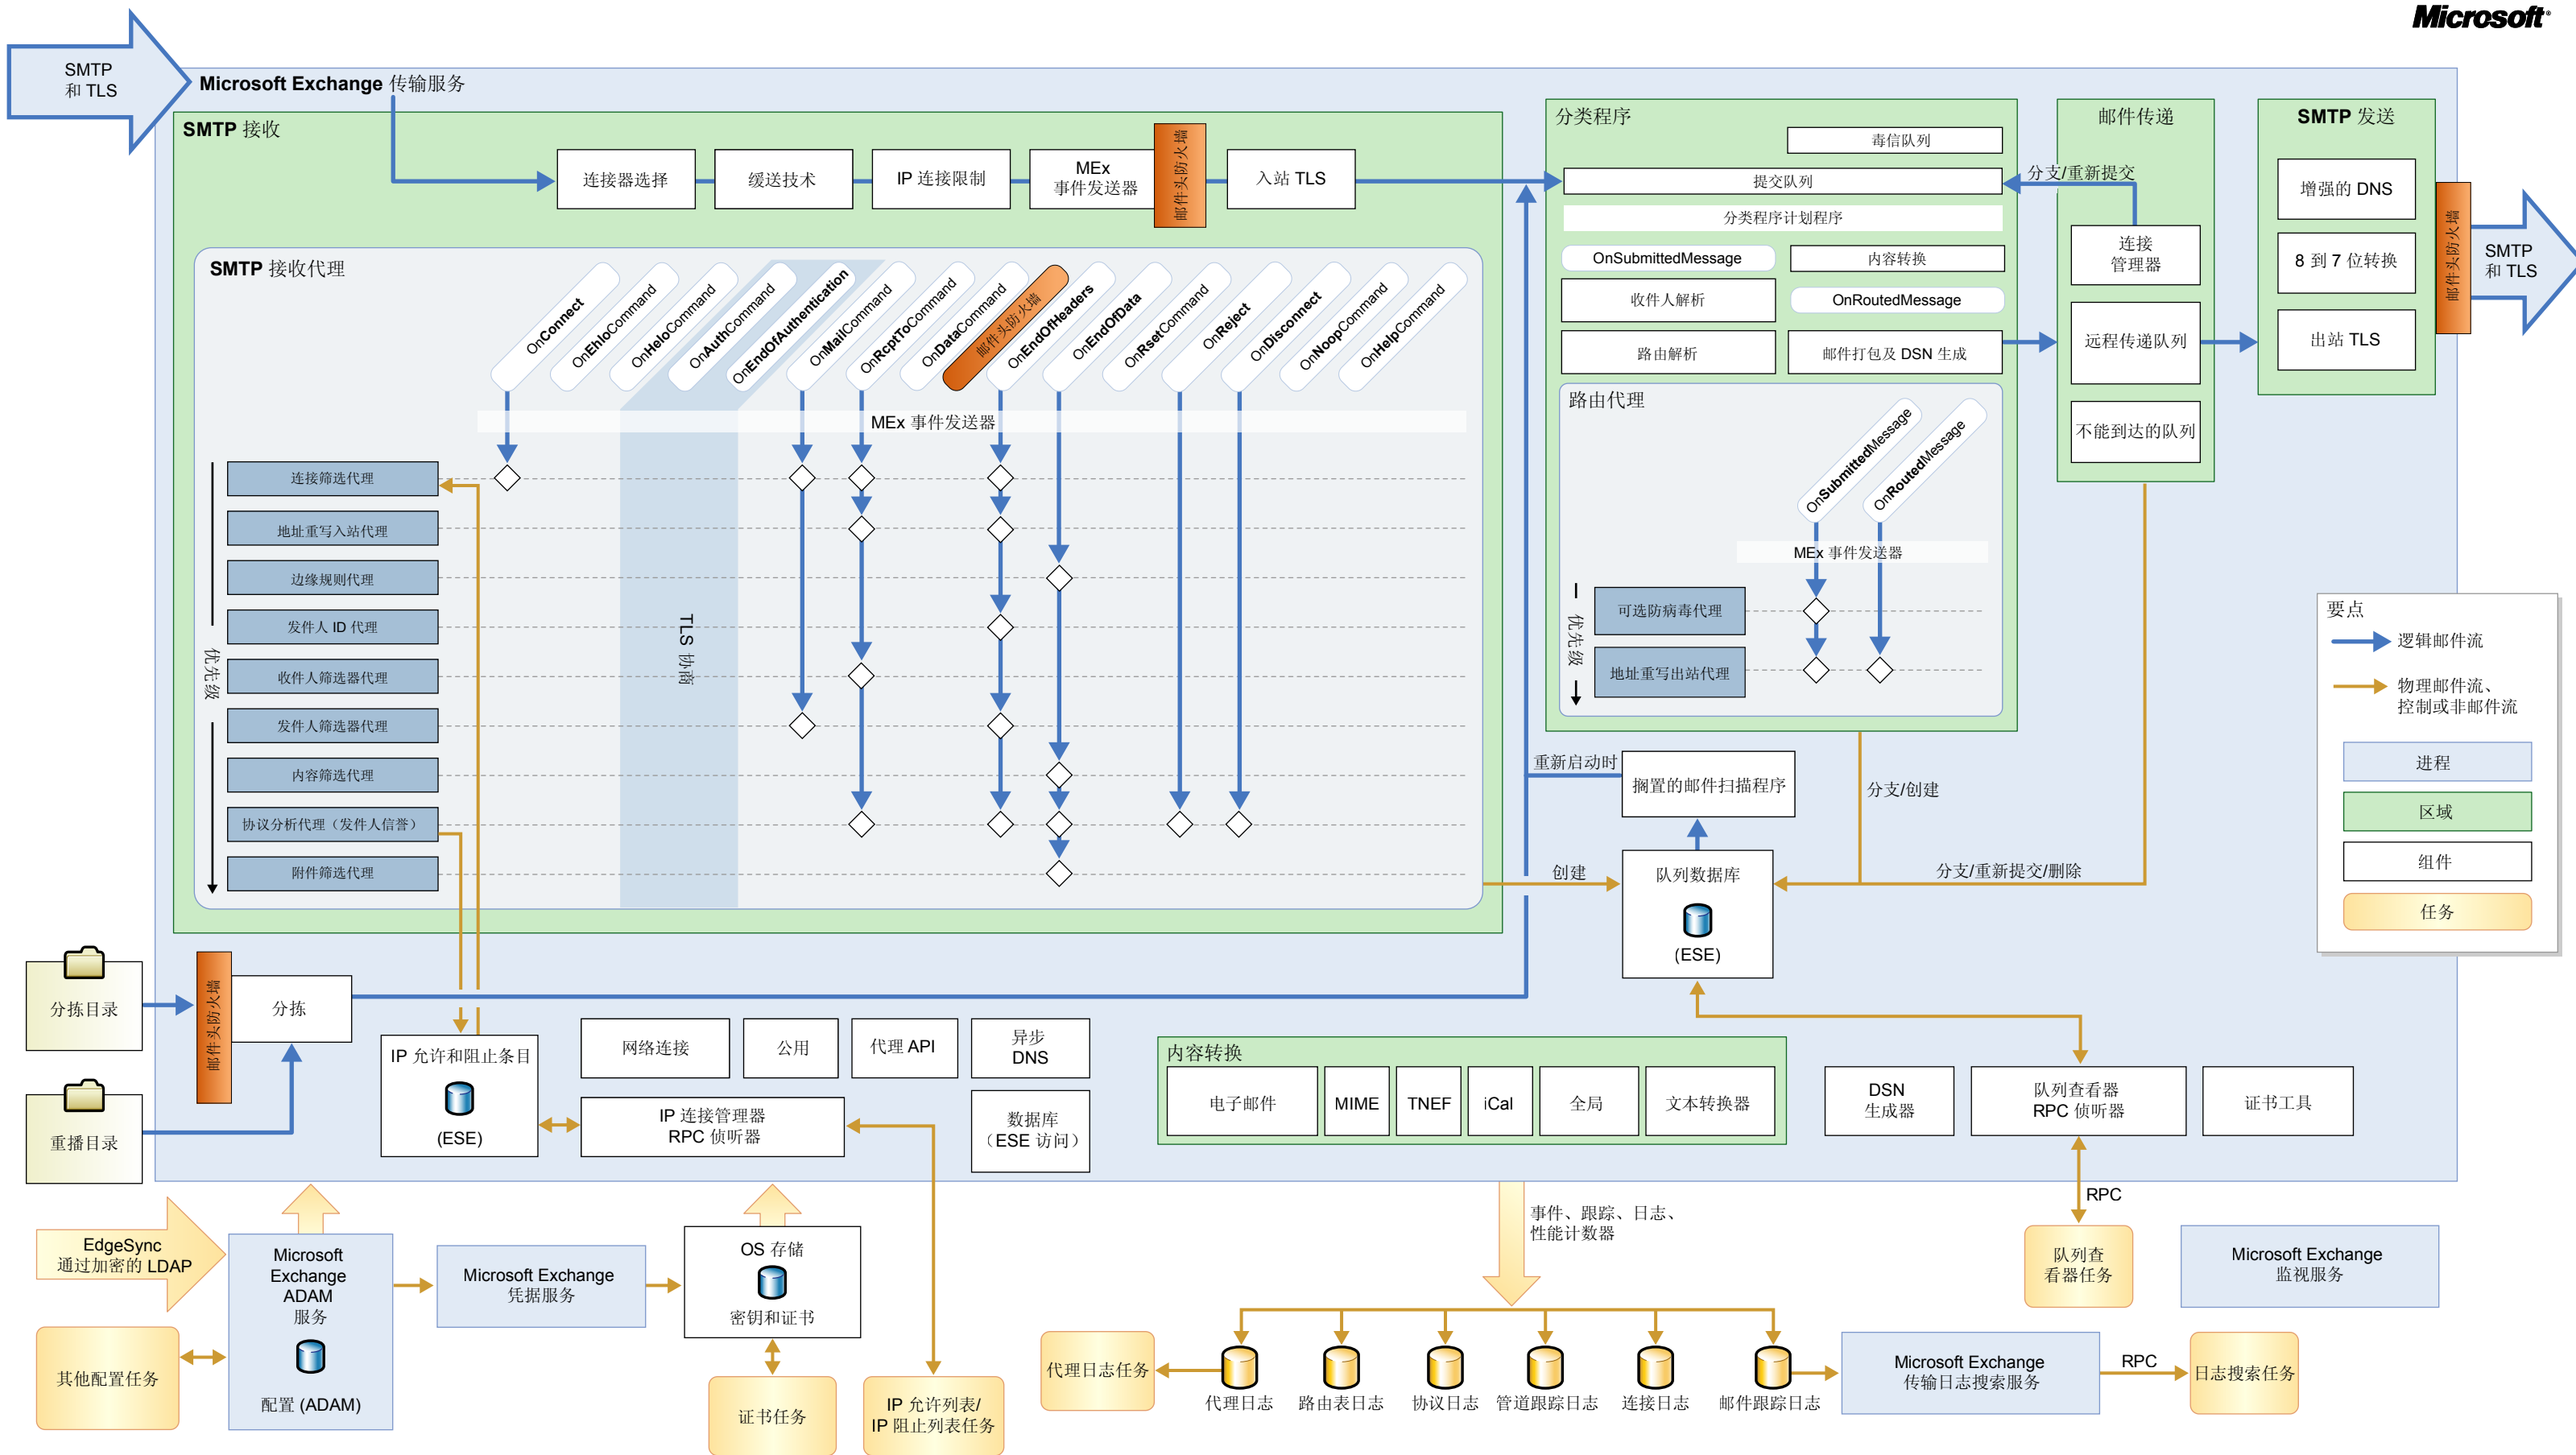 Microsoft
SMTP
和 TLS
Microsoft Exchange 传输服务
SMTP 接收
连接器选择
缓送技术
IP 连接限制
MEx
事件发送器
邮件头防火墙
入站 TLS
SMTP 接收代理
OnConnect
OnEhloCommand
OnHeloCommand
OnAuthCommand
OnEndOfAuthentication
OnMailCommand
OnRcptToCommand
OnDataCommand
邮件头防火墙
OnEndOfHeaders
OnEndOfData
OnRsetCommand
OnReject
OnDisconnect
OnNoopCommand
OnHelpCommand
MEx 事件发送器
优先级
连接筛选代理
地址重写入站代理
边缘规则代理
发件人 ID 代理
收件人筛选器代理
发件人筛选器代理
内容筛选代理
协议分析代理（发件人信誉）
附件筛选代理
TLS 协商
分类程序
毒信队列
提交队列
分类程序计划程序
OnSubmittedMessage
内容转换
收件人解析
OnRoutedMessage
路由解析
邮件打包及 DSN 生成
路由代理
OnSubmittedMessage
OnRoutedMessage
MEx 事件发送器
优先级
可选防病毒代理
地址重写出站代理
邮件传递
分支/重新提交
连接
管理器
远程传递队列
不能到达的队列
SMTP 发送
增强的 DNS
8 到 7 位转换
出站 TLS
邮件头防火墙
SMTP
和 TLS
要点
逻辑邮件流
物理邮件流、
控制或非邮件流
进程
区域
组件
任务
重新启动时
搁置的邮件扫描程序
分支/创建
创建
队列数据库
(ESE)
分支/重新提交/删除
分拣目录
邮件头防火墙
分拣
重播目录
IP 允许和阻止条目
(ESE)
网络连接
公用
代理 API
异步
DNS
IP 连接管理器
RPC 侦听器
数据库
（ESE 访问）
内容转换
电子邮件
MIME
TNEF
iCal
全局
文本转换器
DSN
生成器
队列查看器
RPC 侦听器
证书工具
RPC
EdgeSync
通过加密的 LDAP
Microsoft
Exchange
ADAM
服务
配置 (ADAM)
其他配置任务
Microsoft Exchange
凭据服务
OS 存储
密钥和证书
证书任务
IP 允许列表/
IP 阻止列表任务
事件、跟踪、日志、
性能计数器
队列查
看器任务
Microsoft Exchange
监视服务
代理日志任务
代理日志
路由表日志
协议日志
管道跟踪日志
连接日志
邮件跟踪日志
Microsoft Exchange
传输日志搜索服务
RPC
日志搜索任务